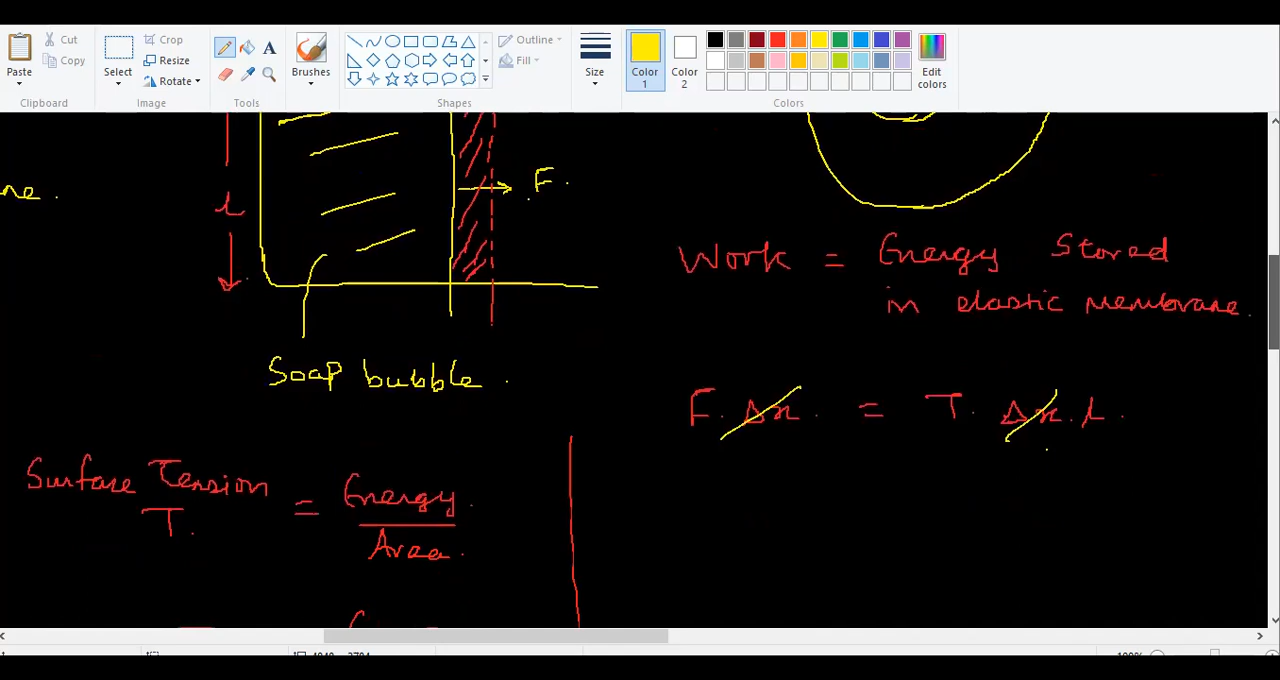 Cut
Copy
Paste
Clipboard
Select
Crop
Resize
Rotate
Image
A
Tools
Brushes
Outline
Fill
Shapes
Size
Color
1
Color
2
Edit
colors
Colors
ne.
l
F.
Soap bubble.
Surface Tension
T.
= Energy
Area.
Work = Energy Stored
in elastic membrane.
F. Δx. = T. Δx. l.